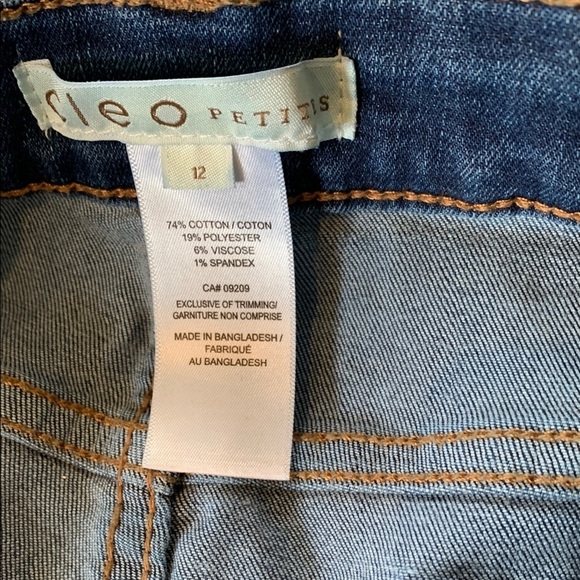 cleo PETITES
12
74% COTTON / COTON
19% POLYESTER
6% VISCOSE
1% SPANDEX
CA# 09209
EXCLUSIVE OF TRIMMING/
GARNITURE NON COMPRISE
MADE IN BANGLADESH /
FABRIQUÉ
AU BANGLADESH